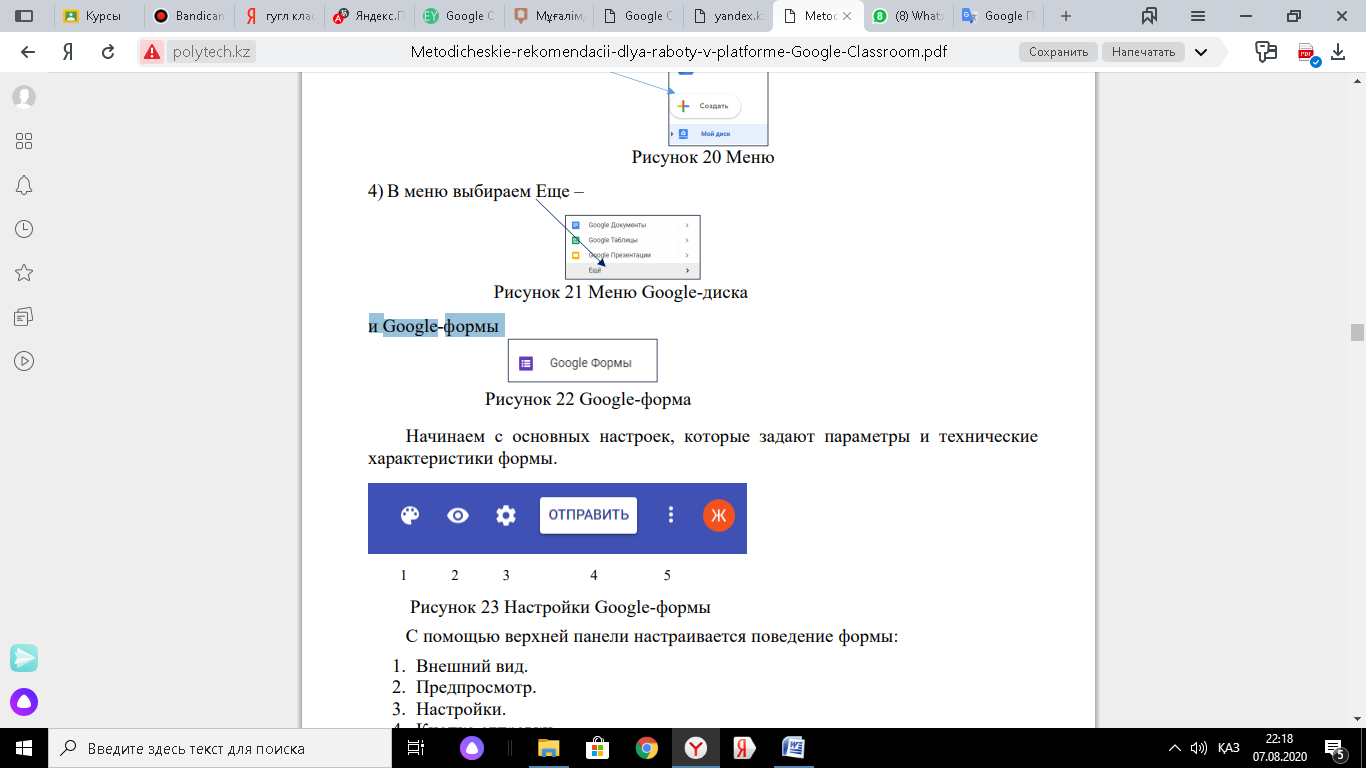 Курсы
Bandicam
гугл клас
Яндекс.П
Google C
Мұғалім,
Google C
yandex.k
Metod
(8) Whats
Google П
polytech.kz
Metodicheskie-rekomendacii-dlya-raboty-v-platforme-Google-Classroom.pdf
Сохранить
Напечатать
Создать
Мой диск
Рисунок 20 Меню
4) В меню выбираем Еще –
Google Документы
Google Таблицы
Google Презентации
Ещё
Рисунок 21 Меню Google-диска
и Google-формы
Google Формы
Рисунок 22 Google-форма
Начинаем с основных настроек, которые задают параметры и технические
характеристики формы.
ОТПРАВИТЬ
Ж
1 2 3 4 5
Рисунок 23 Настройки Google-формы
С помощью верхней панели настраивается поведение формы:
1. Внешний вид.
2. Предпросмотр.
3. Настройки.
Введите здесь текст для поиска
ҚАЗ
22:18
07.08.2020
5